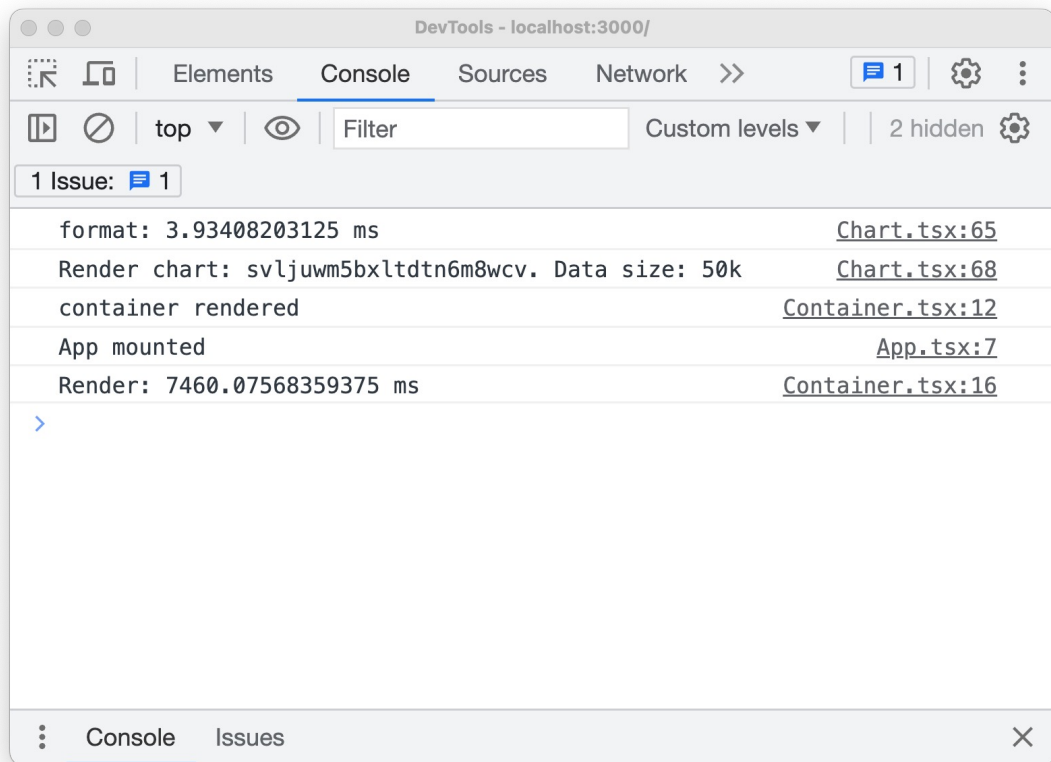 DevTools - localhost:3000/
Elements Console Sources Network >> 1
top ▼ Filter Custom levels ▼ 2 hidden
1 Issue: 1
format: 3.93408203125 ms Chart.tsx:65
Render chart: svljuwm5bxltdtn6m8wcv. Data size: 50k Chart.tsx:68
container rendered Container.tsx:12
App mounted App.tsx:7
Render: 7460.07568359375 ms Container.tsx:16
>
Console Issues